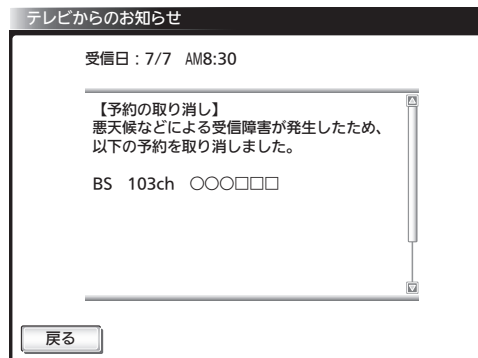 テレビからのお知らせ
受信日：7/7 AM8:30
【予約の取り消し】
悪天候などによる受信障害が発生したため、
以下の予約を取り消しました。
BS 103ch ○○○□□□
戻る